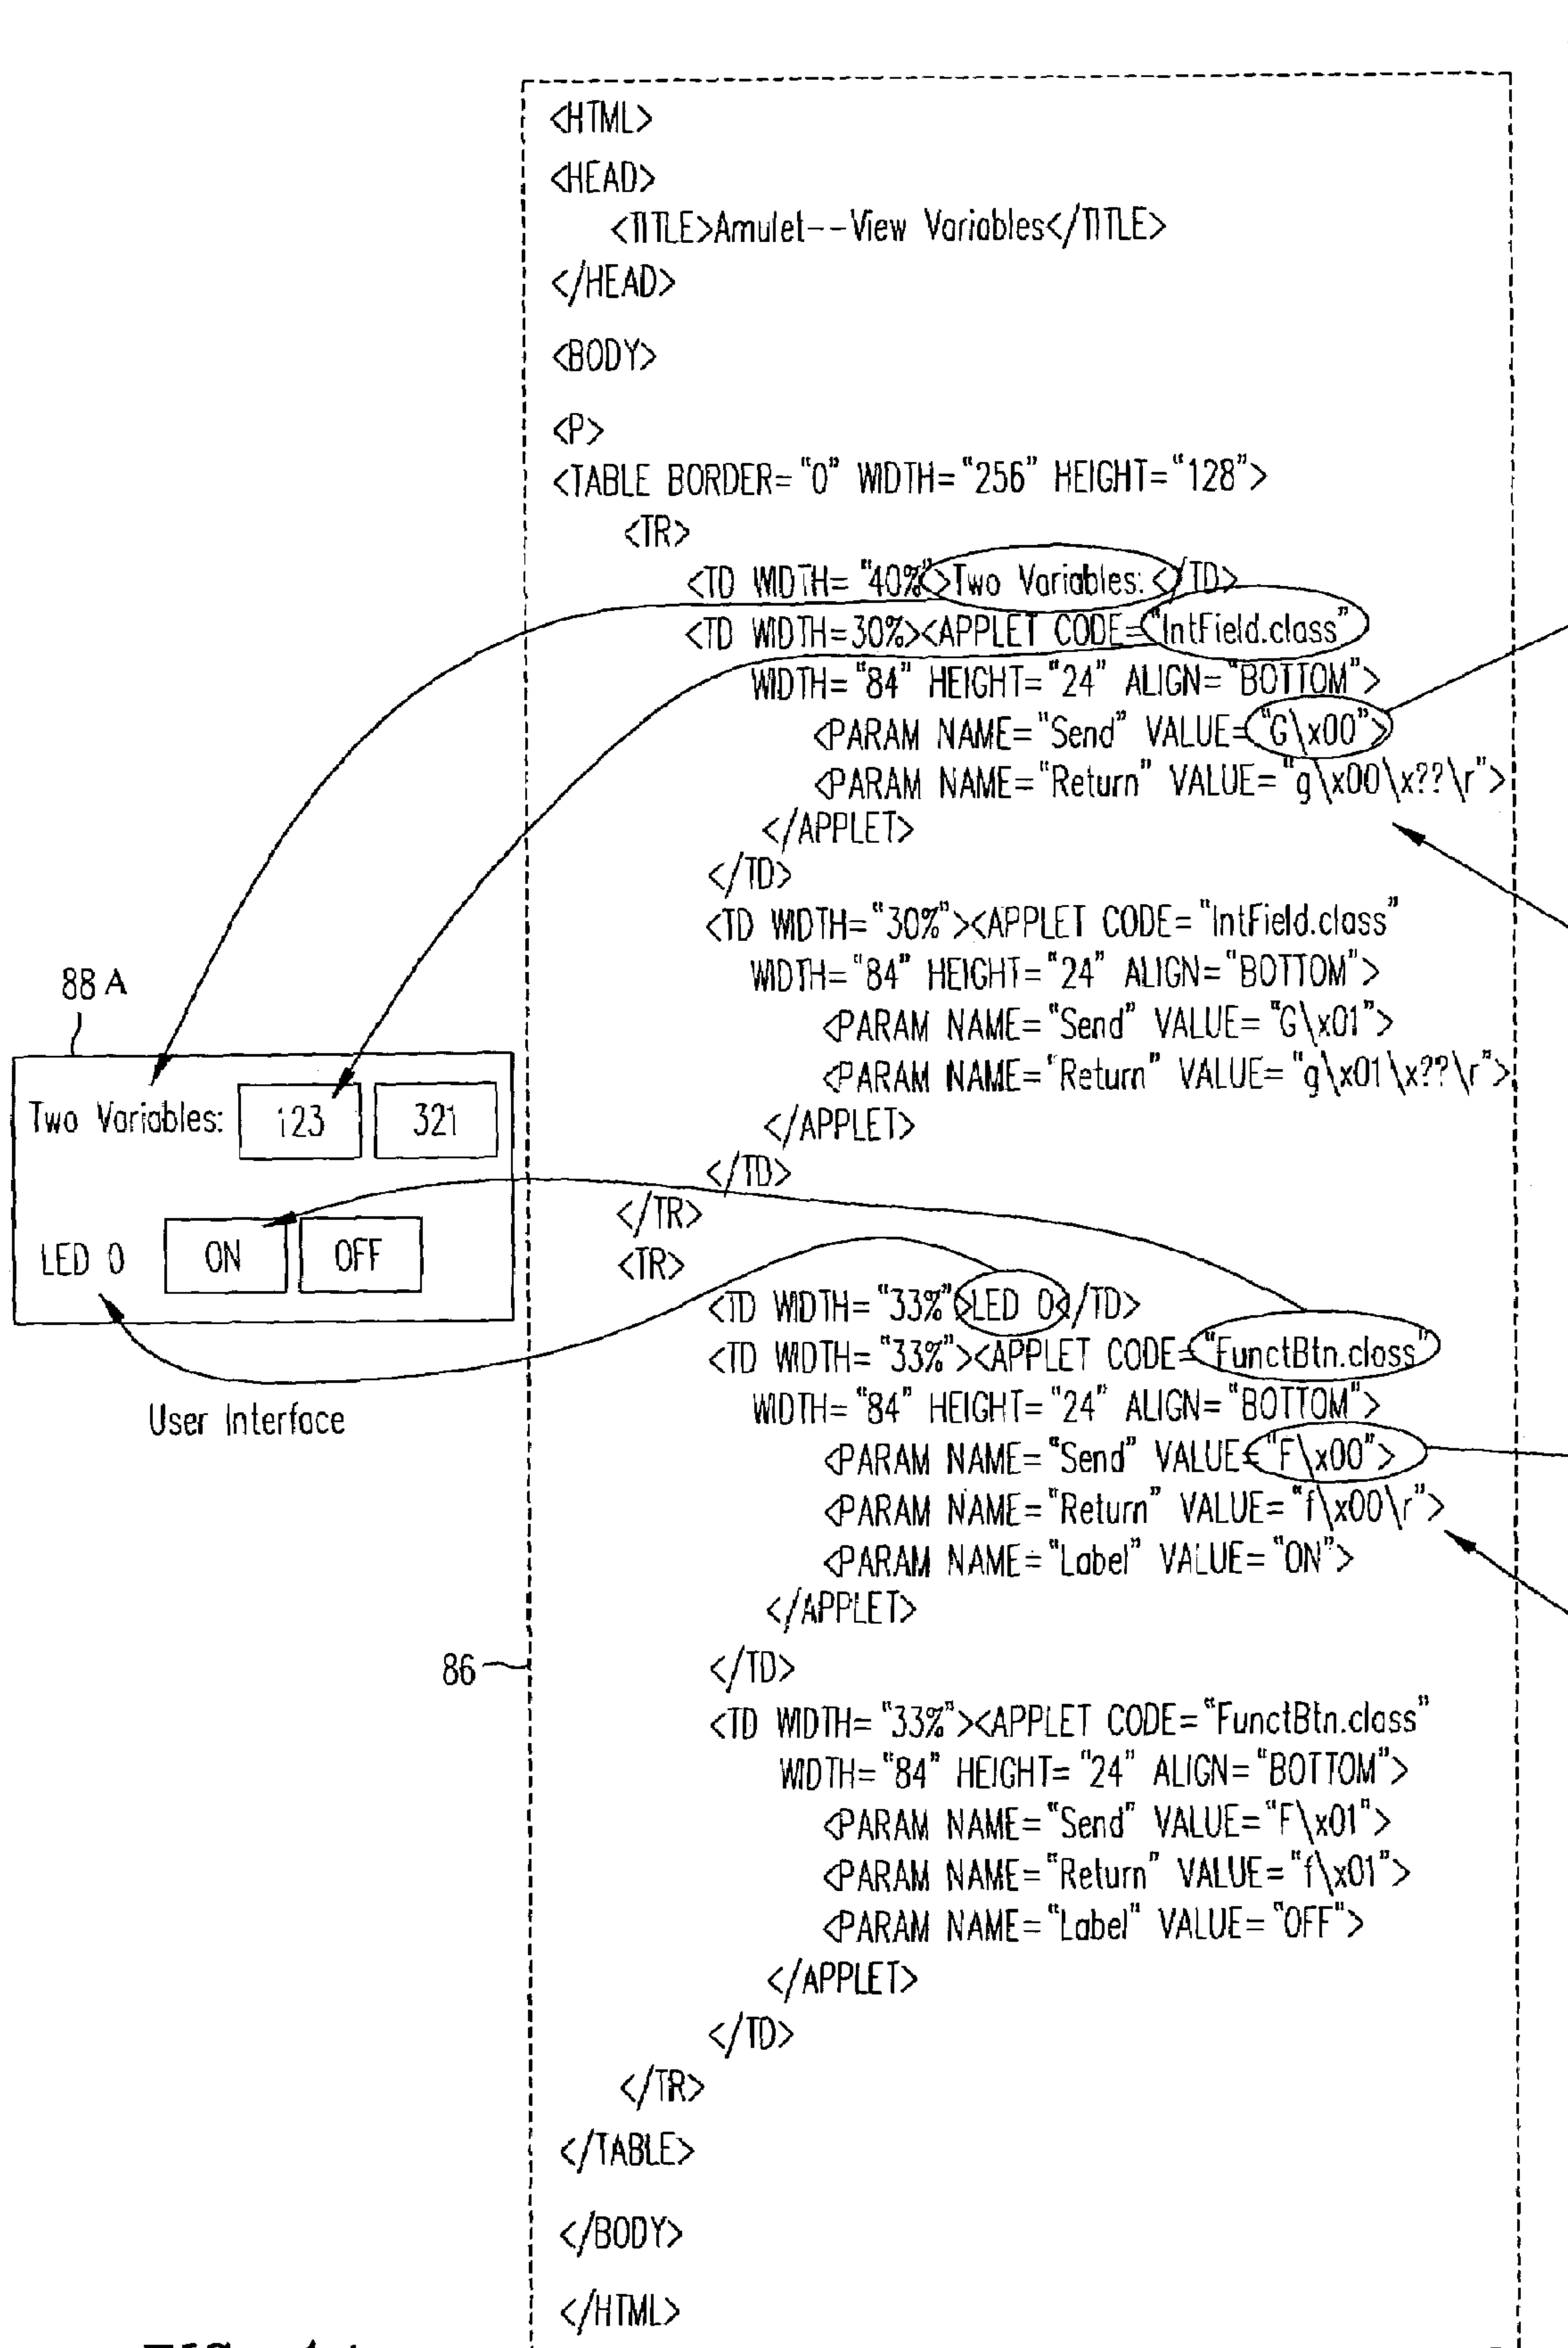 <HTML>
<HEAD>
<TITLE>Amulet--View Variables</TITLE>
</HEAD>
<BODY>
<P>
<TABLE BORDER="0" WIDTH="256" HEIGHT="128">
<TR>
<TD WIDTH="40%">Two Variables:</TD>
<TD WIDTH=30%><APPLET CODE="IntField.class"
WIDTH="84" HEIGHT="24" ALIGN="BOTTOM">
<PARAM NAME="Send" VALUE="G\x00">
<PARAM NAME="Return" VALUE="g\x00\x??\r">
</APPLET>
</TD>
<TD WIDTH="30%"><APPLET CODE="IntField.class"
WIDTH="84" HEIGHT="24" ALIGN="BOTTOM">
<PARAM NAME="Send" VALUE="G\x01">
<PARAM NAME="Return" VALUE="g\x01\x??\r">
</APPLET>
</TD>
</TR>
<TR>
<TD WIDTH="33%">LED 0</TD>
<TD WIDTH="33%"><APPLET CODE="FunctBtn.class"
WIDTH="84" HEIGHT="24" ALIGN="BOTTOM">
<PARAM NAME="Send" VALUE="F\x00">
<PARAM NAME="Return" VALUE="f\x00\r">
<PARAM NAME="Label" VALUE="ON">
</APPLET>
</TD>
<TD WIDTH="33%"><APPLET CODE="FunctBtn.class"
WIDTH="84" HEIGHT="24" ALIGN="BOTTOM">
<PARAM NAME="Send" VALUE="F\x01">
<PARAM NAME="Return" VALUE="f\x01">
<PARAM NAME="Label" VALUE="OFF">
</APPLET>
</TD>
</TR>
</TABLE>
</BODY>
</HTML>
88 A
Two Variables: 123 321
LED 0 ON OFF
User Interface
86